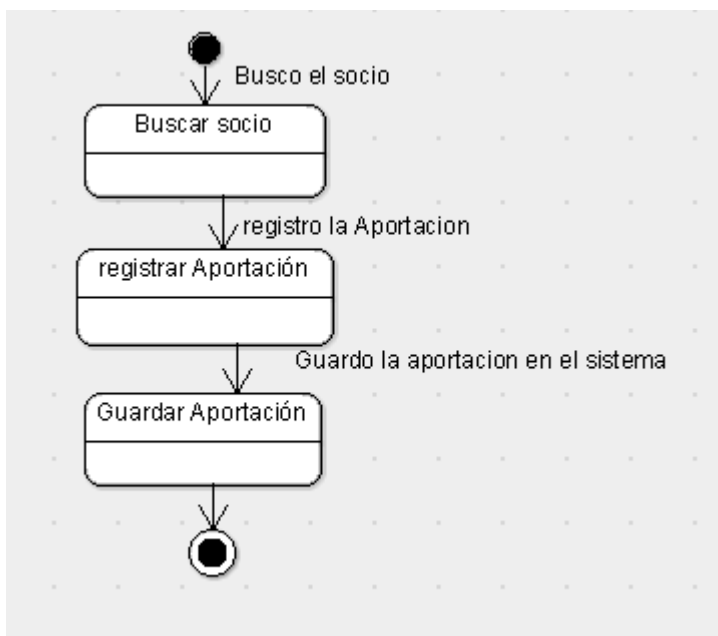 Busco el socio
Buscar socio
registro la Aportacion
registrar Aportación
Guardo la aportacion en el sistema
Guardar Aportación